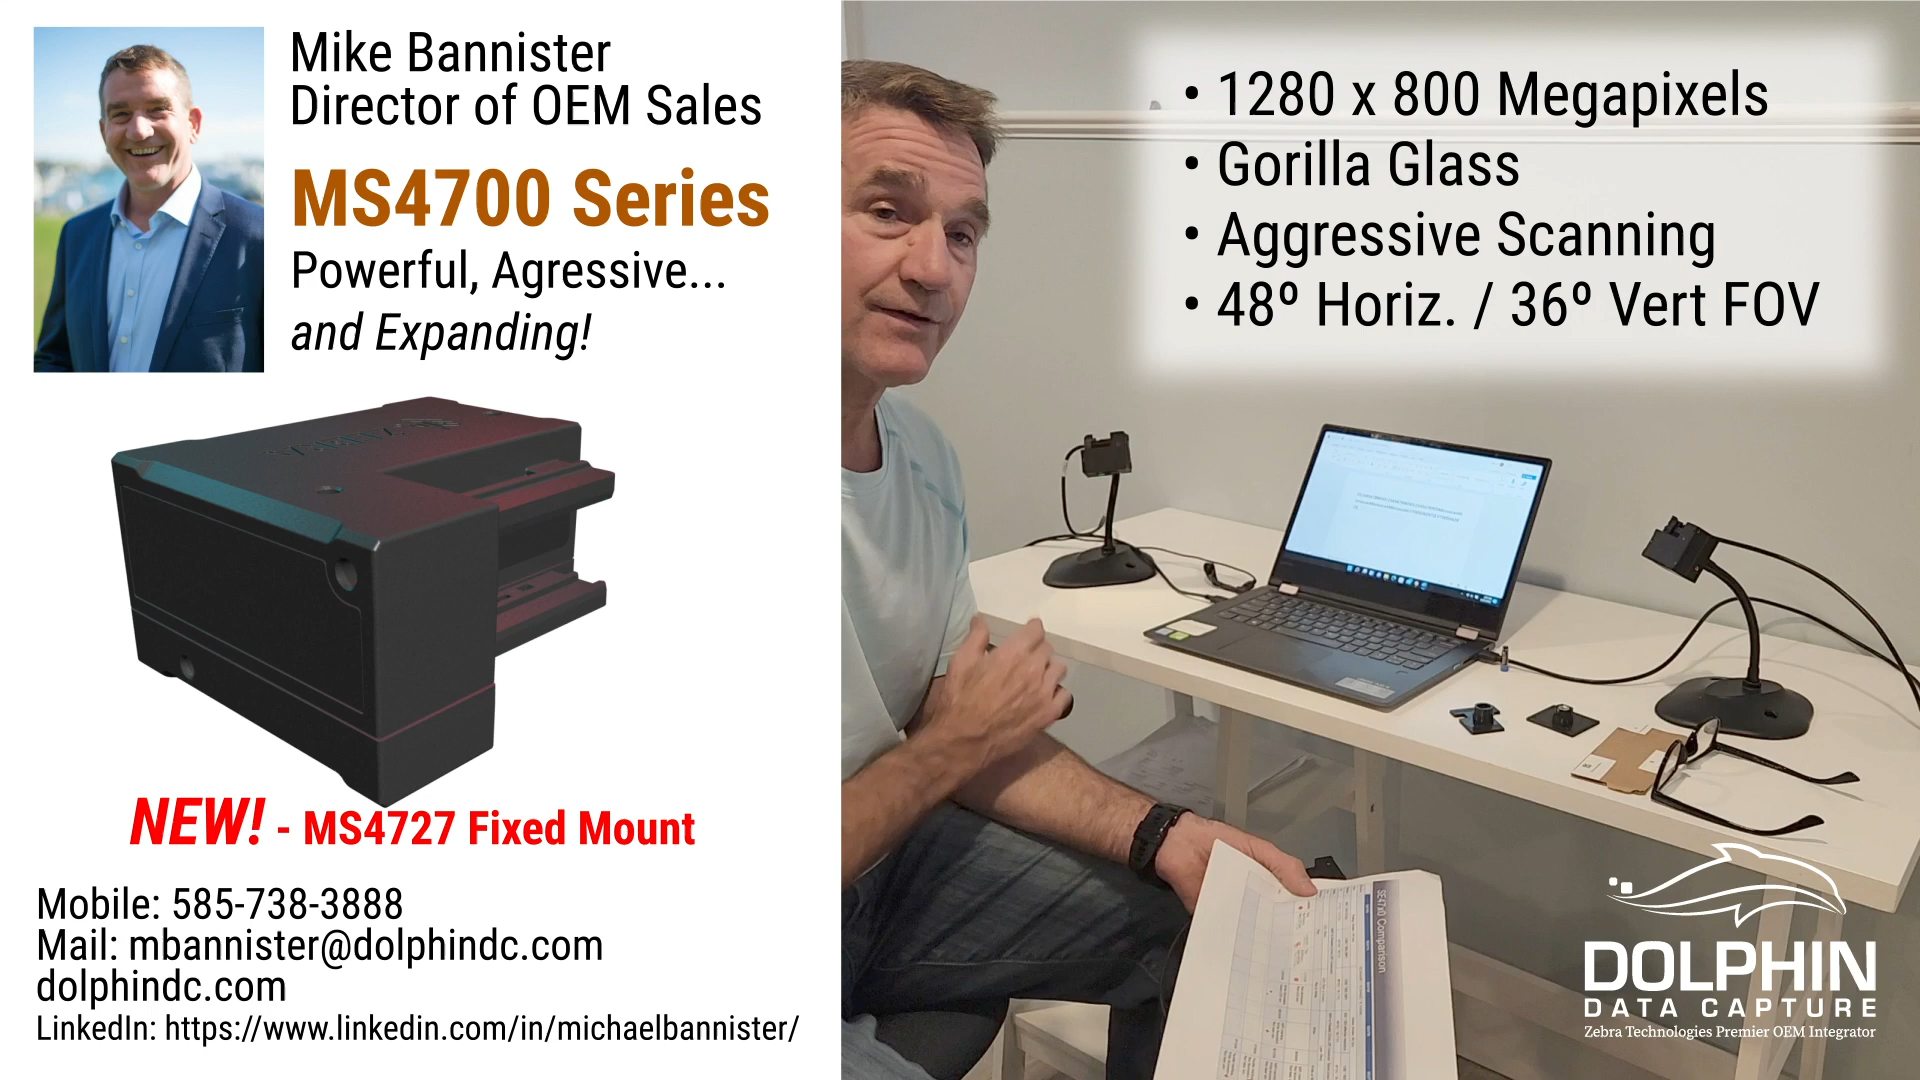 Mike Bannister
Director of OEM Sales
MS4700 Series
Powerful, Agressive...
and Expanding!
NEW! - MS4727 Fixed Mount
Mobile: 585-738-3888
Mail: mbannister@dolphindc.com
dolphindc.com
LinkedIn: https://www.linkedin.com/in/michaelbannister/
• 1280 x 800 Megapixels
• Gorilla Glass
• Aggressive Scanning
• 48º Horiz. / 36º Vert FOV
SE47x0 Comparison
DOLPHIN
DATA CAPTURE
Zebra Technologies Premier OEM Integrator